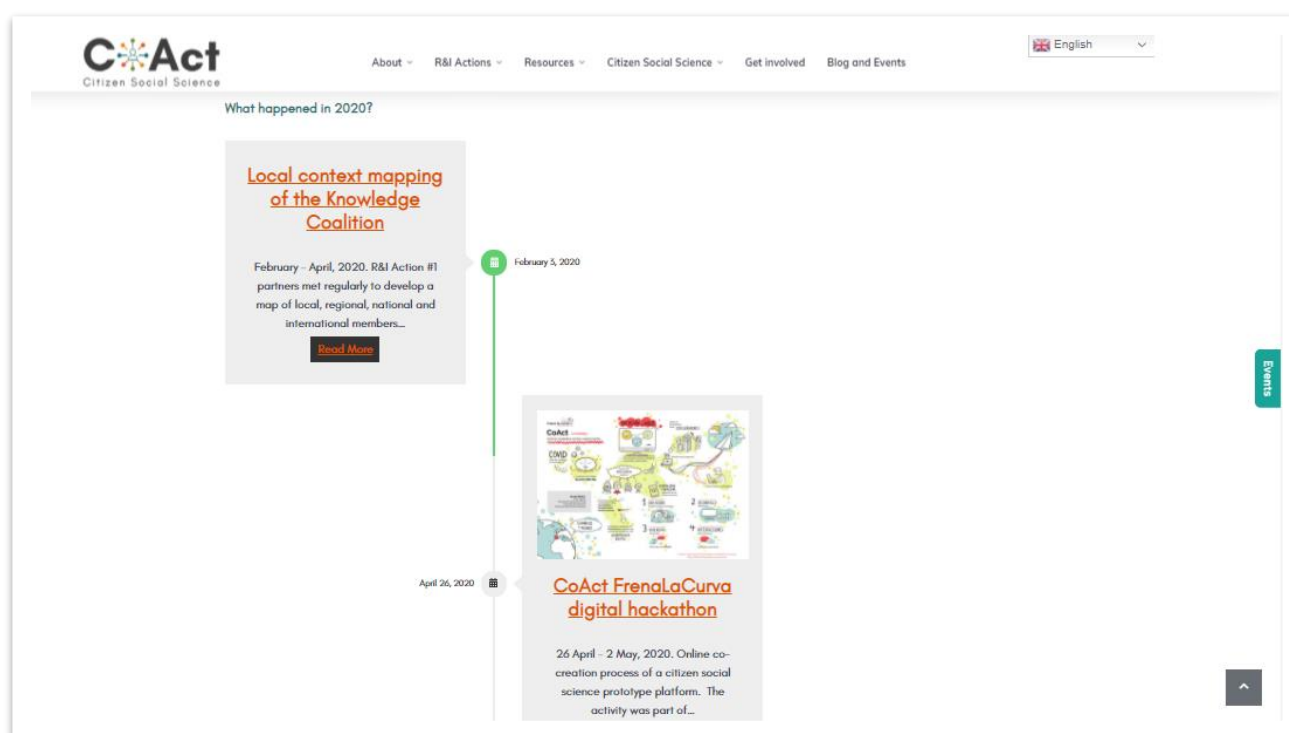 C Act
Citizen Social Science
About
R&I Actions
Resources
Citizen Social Science
Get involved
Blog and Events
English
What happened in 2020?
Local context mapping
of the Knowledge
Coalition
February - April, 2020. R&I Action #1
partners met regularly to develop a
map of local, regional, national and
international members...
Read More
February 5, 2020
Events
CoAct
COVID
1
2
3
4
April 26, 2020
CoAct FrenaLaCurva
digital hackathon
26 April - 2 May, 2020. Online co-
creation process of a citizen social
science prototype platform. The
activity was part of...